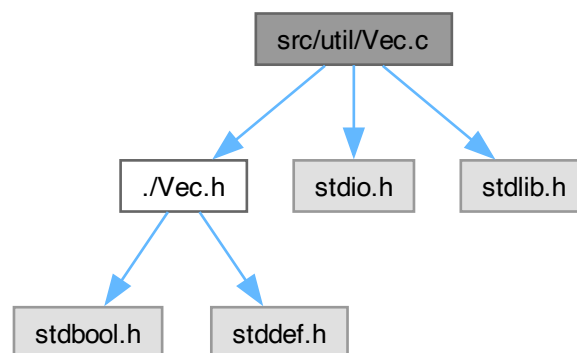 src/util/Vec.c
./Vec.h
stdio.h
stdlib.h
stdbool.h
stddef.h